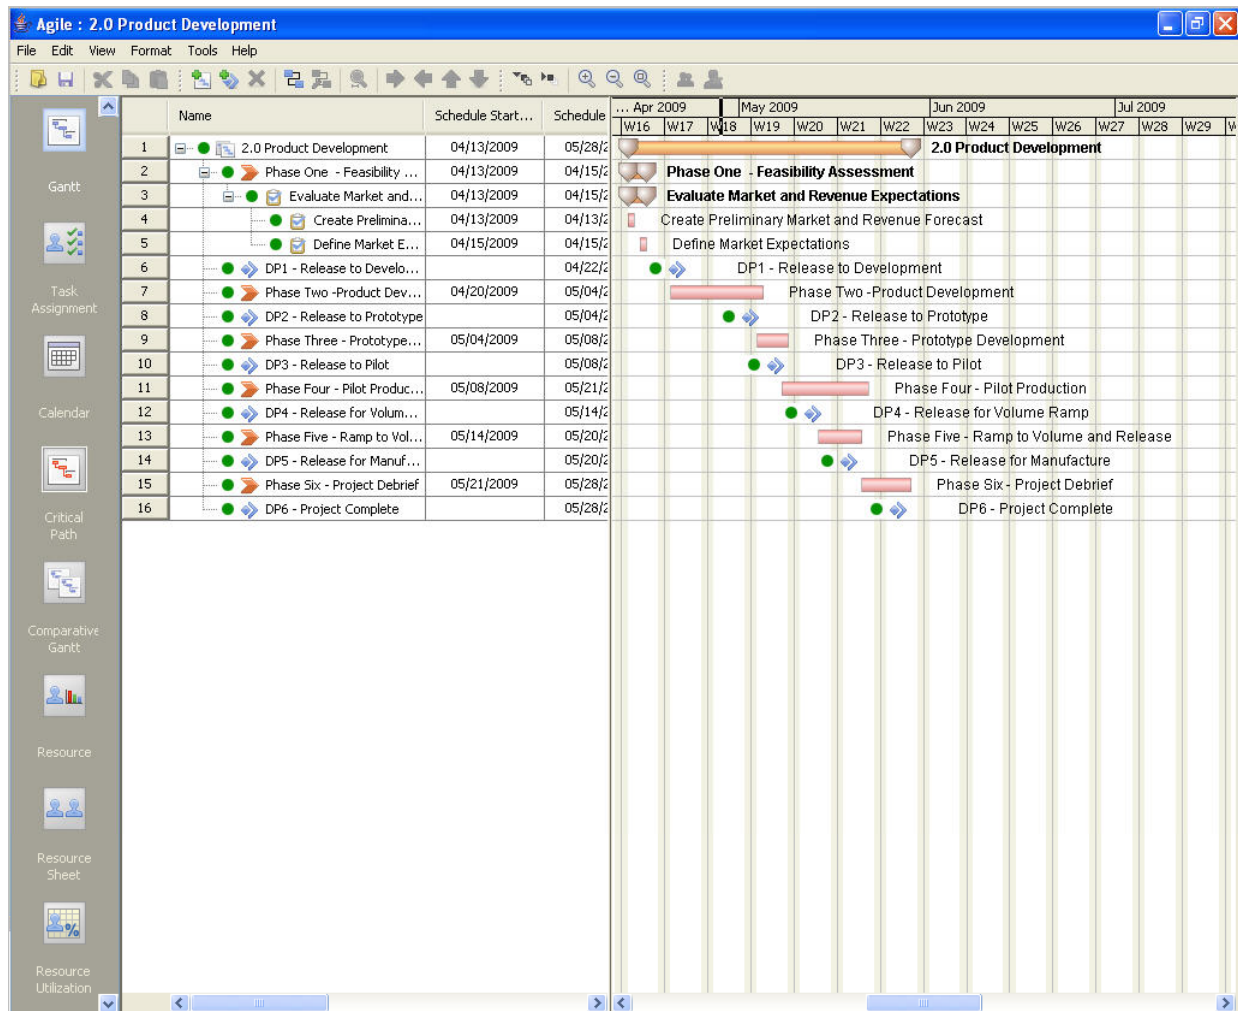 Agile : 2.0 Product Development
File Edit View Format Tools Help
Name Schedule Start... Schedule
... Apr 2009 May 2009 Jun 2009 Jul 2009
W16 W17 W18 W19 W20 W21 W22 W23 W24 W25 W26 W27 W28 W29 W
1 2.0 Product Development 04/13/2009 05/28/2 2.0 Product Development
2 Phase One - Feasibility ... 04/13/2009 04/15/2 Phase One - Feasibility Assessment
3 Evaluate Market and... 04/13/2009 04/15/2 Evaluate Market and Revenue Expectations
4 Create Prelimina... 04/13/2009 04/13/2 Create Preliminary Market and Revenue Forecast
5 Define Market E... 04/15/2009 04/15/2 Define Market Expectations
6 DP1 - Release to Develo... 04/22/2 DP1 - Release to Development
7 Phase Two -Product Dev... 04/20/2009 05/04/2 Phase Two -Product Development
8 DP2 - Release to Prototype 05/04/2 DP2 - Release to Prototype
9 Phase Three - Prototype... 05/04/2009 05/08/2 Phase Three - Prototype Development
10 DP3 - Release to Pilot 05/08/2 DP3 - Release to Pilot
11 Phase Four - Pilot Produc... 05/08/2009 05/21/2 Phase Four - Pilot Production
12 DP4 - Release for Volum... 05/14/2 DP4 - Release for Volume Ramp
13 Phase Five - Ramp to Vol... 05/14/2009 05/20/2 Phase Five - Ramp to Volume and Release
14 DP5 - Release for Manuf... 05/20/2 DP5 - Release for Manufacture
15 Phase Six - Project Debrief 05/21/2009 05/28/2 Phase Six - Project Debrief
16 DP6 - Project Complete 05/28/2 DP6 - Project Complete
Gantt
Task
Assignment
Calendar
Critical
Path
Comparative
Gantt
Resource
Resource
Sheet
Resource
Utilization